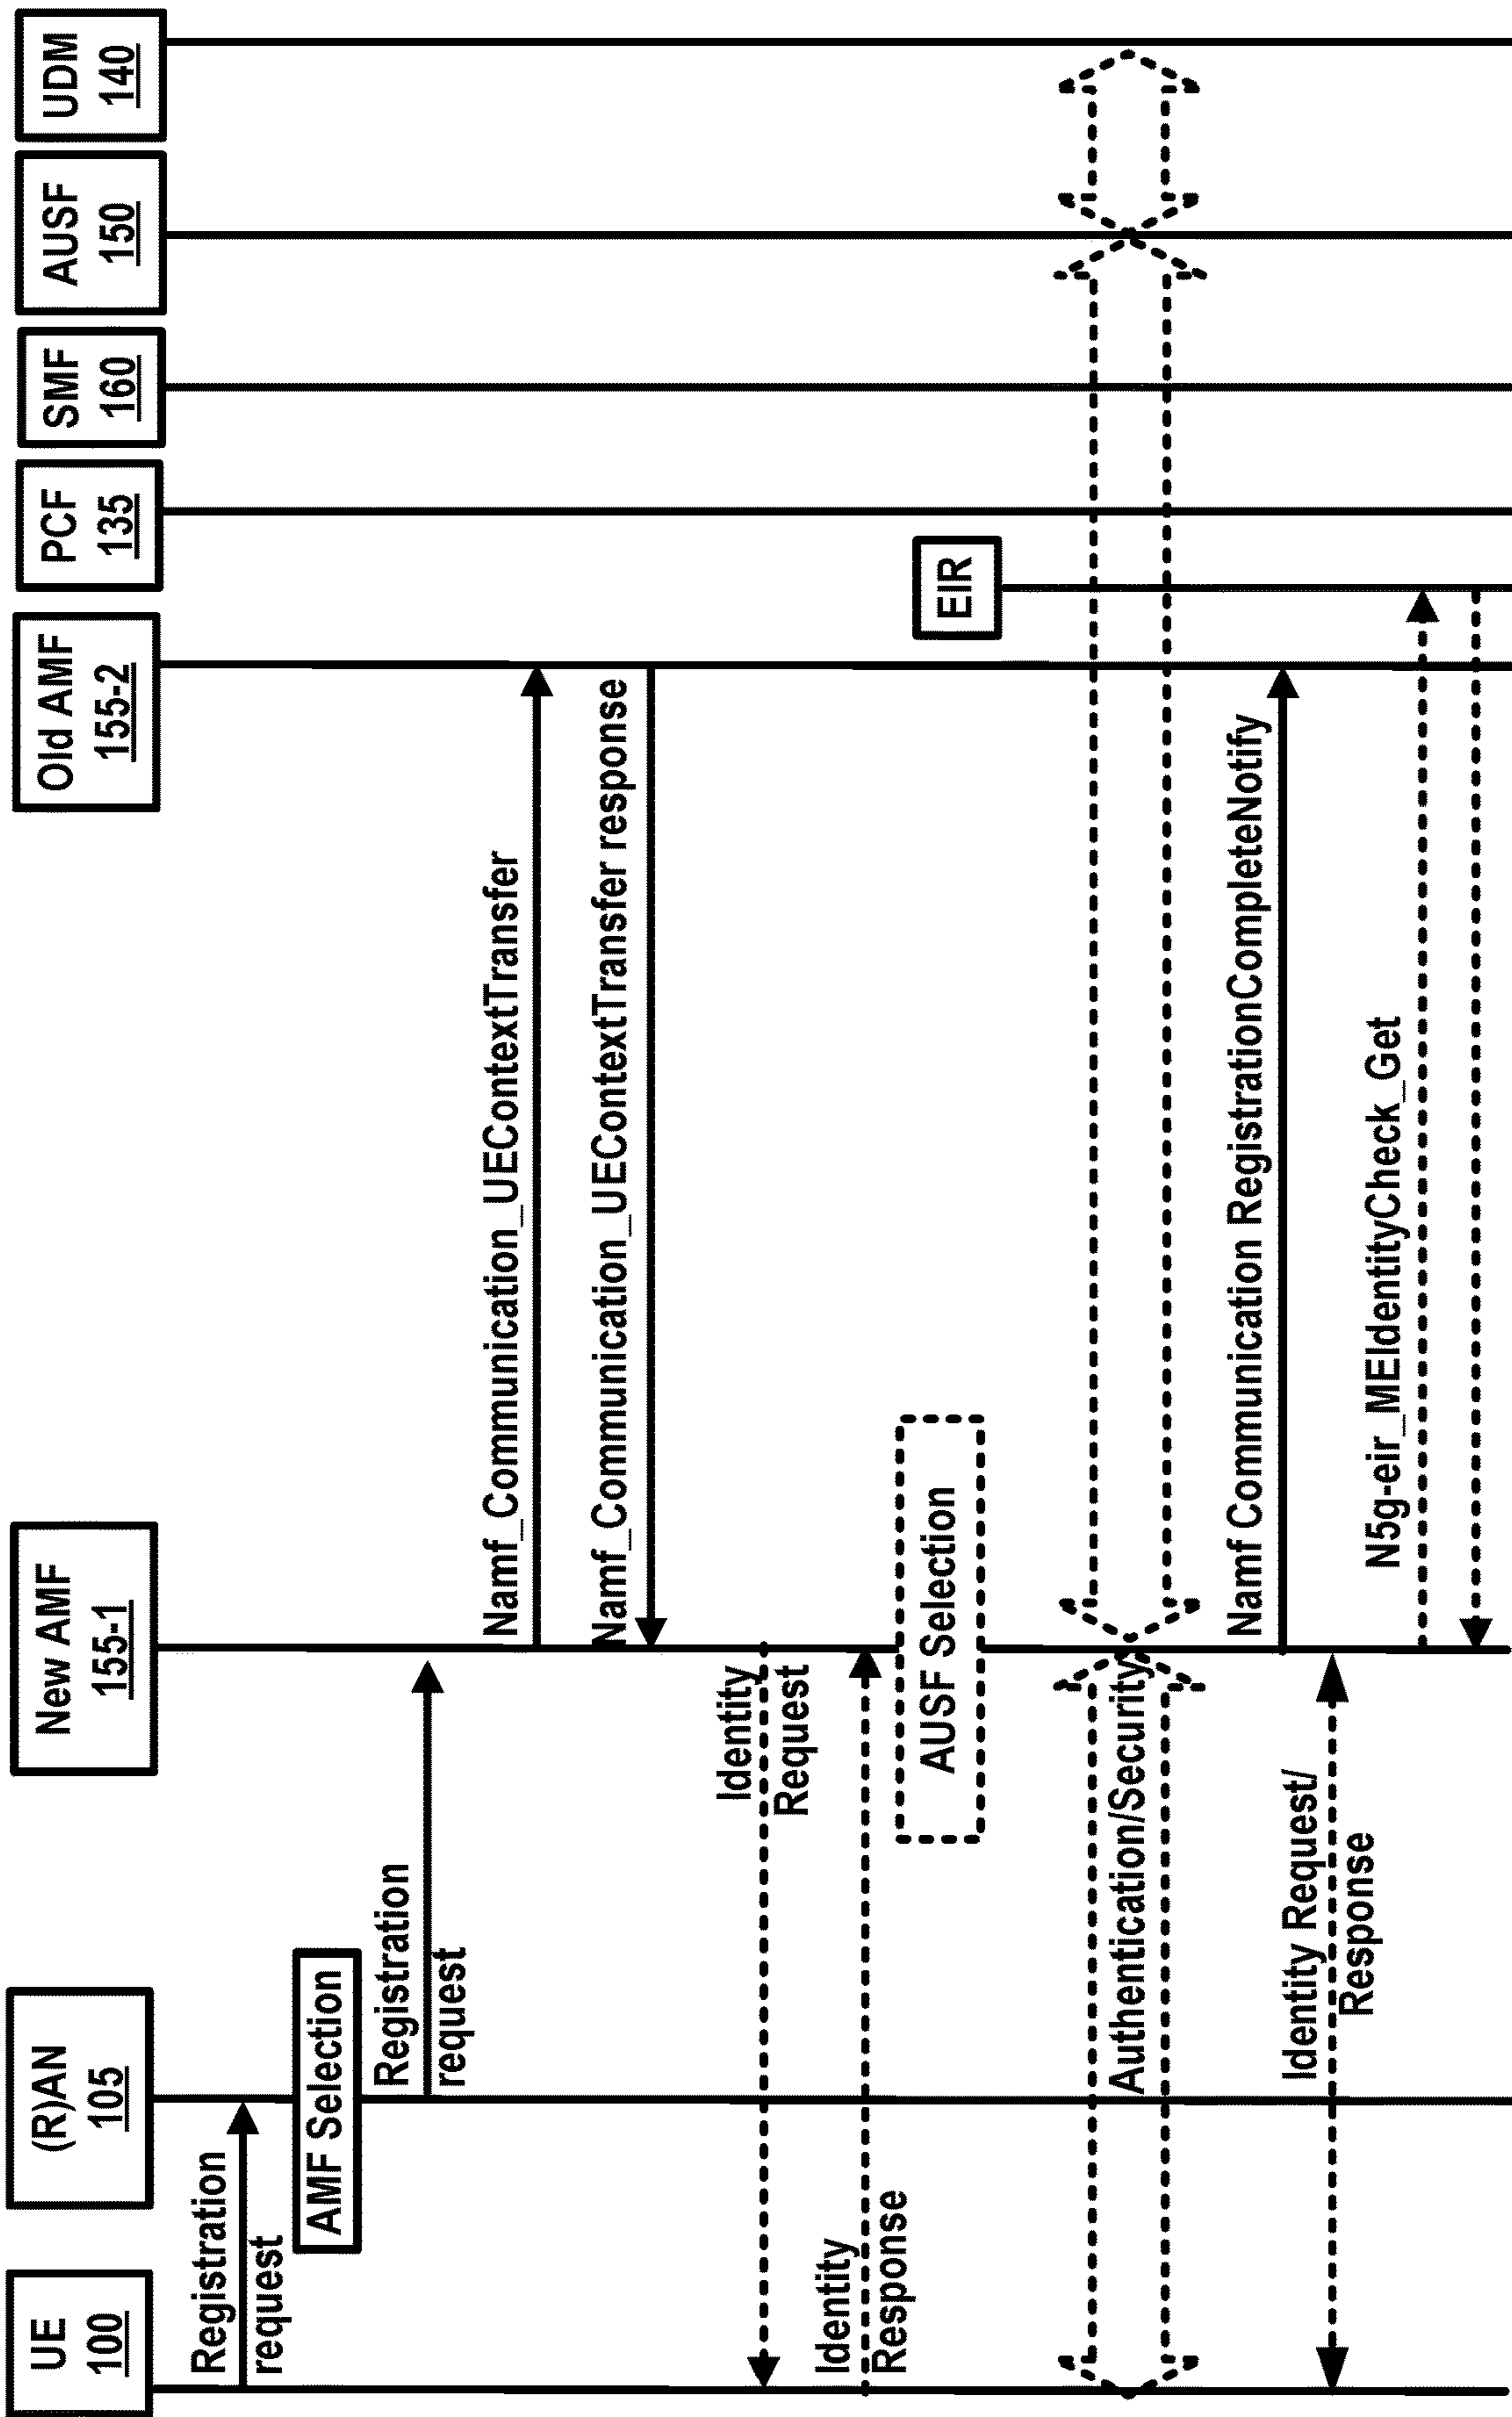 UE
100
(R)AN
105
New AMF
155-1
Old AMF
155-2
PCF
135
SMF
160
AUSF
150
UDM
140
Registration
request
AMF Selection
Registration
request
Namf_Communication_UEContextTransfer
Namf_Communication_UEContextTransfer response
Identity
Request
Identity
Response
AUSF Selection
EIR
Authentication/Security
Namf Communication RegistrationCompleteNotify
Identity Request/
Response
N5g-eir_MEIdentityCheck_Get